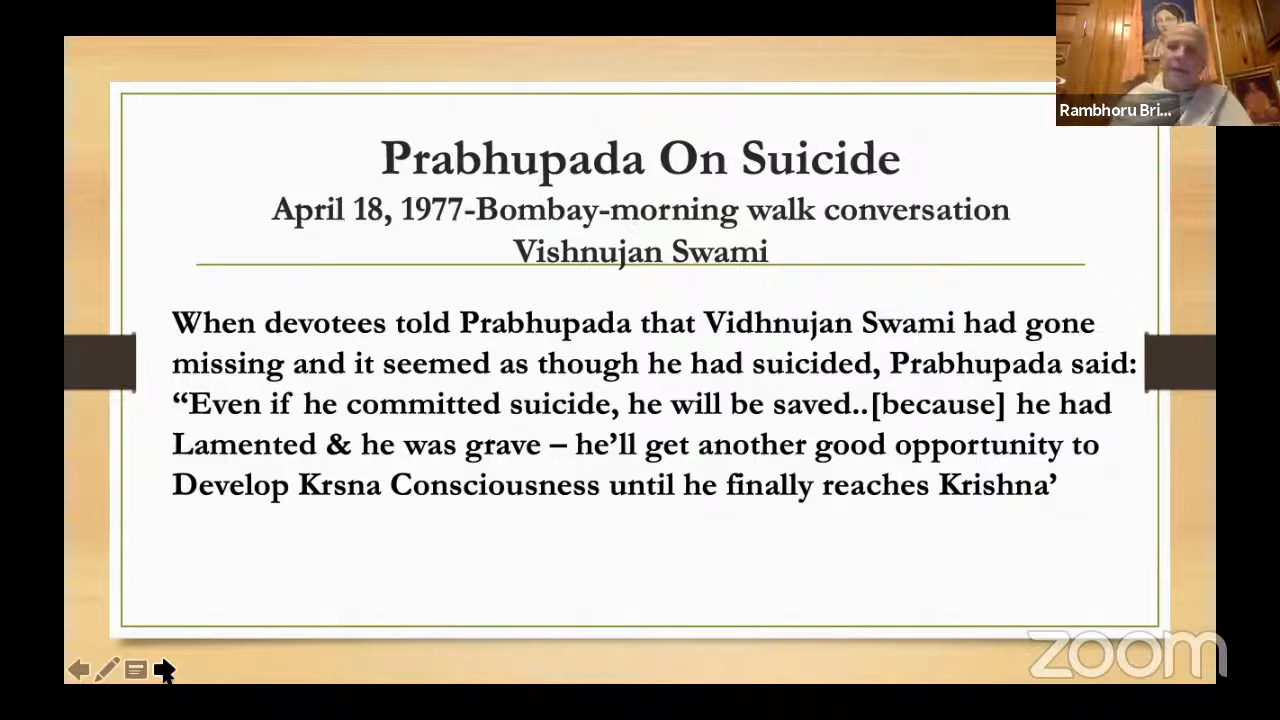 Rambhoru Bri...
Prabhupada On Suicide
April 18, 1977-Bombay-morning walk conversation
Vishnujan Swami
When devotees told Prabhupada that Vidhnujan Swami had gone
missing and it seemed as though he had suicided, Prabhupada said:
“Even if he committed suicide, he will be saved..[because] he had
Lamented & he was grave – he’ll get another good opportunity to
Develop Krsna Consciousness until he finally reaches Krishna’
zoom